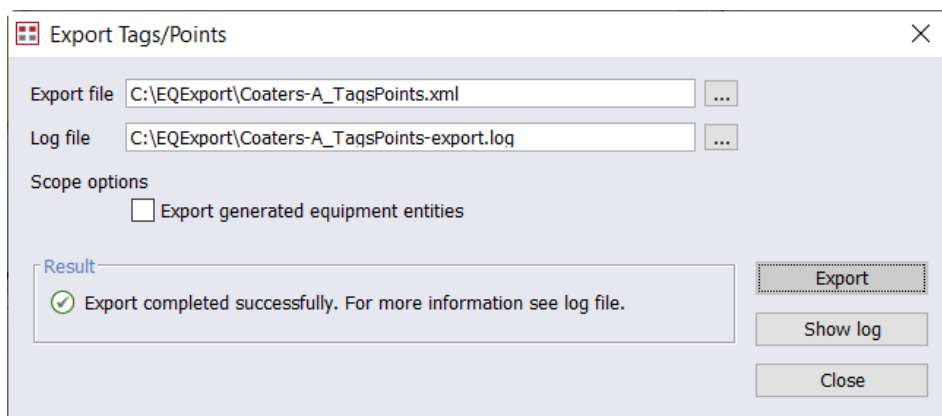 Export Tags/Points
Export file C:\EQExport\Coaters-A_TagsPoints.xml ...
Log file C:\EQExport\Coaters-A_TagsPoints-export.log ...
Scope options
Export generated equipment entities
Result
Export completed successfully. For more information see log file.
Export
Show log
Close